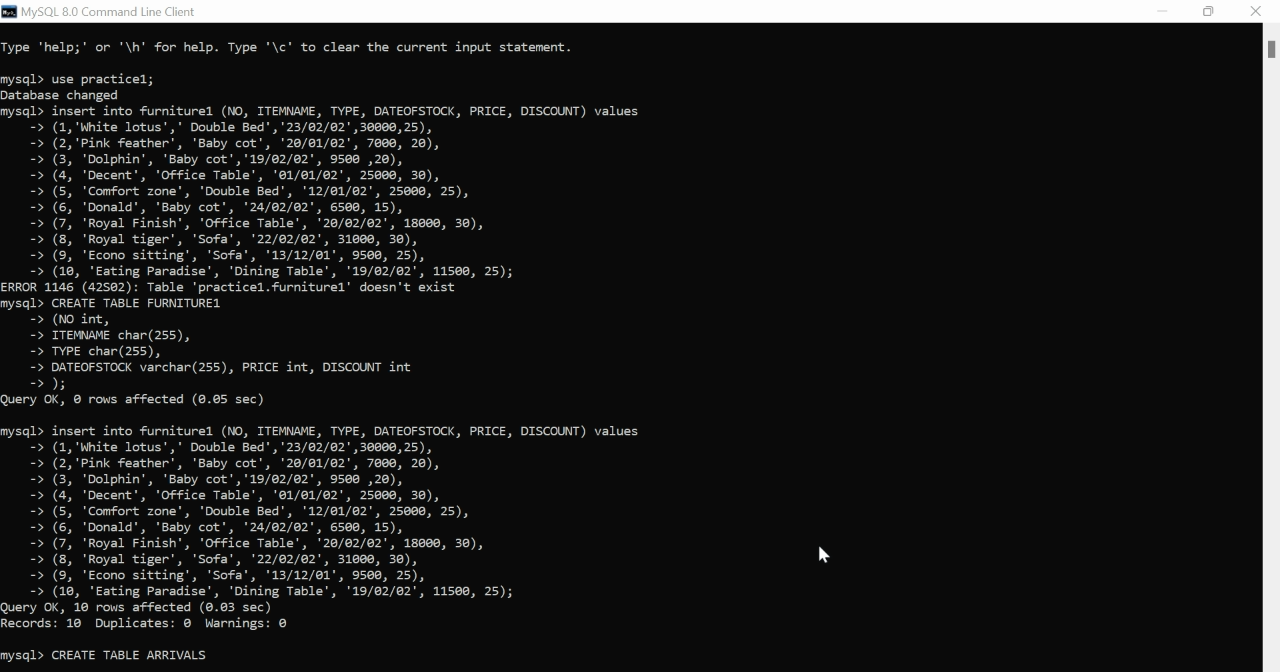 MySQL 8.0 Command Line Client
Type 'help;' or '\h' for help. Type '\c' to clear the current input statement.
mysql> use practice1;
Database changed
mysql> insert into furniture1 (NO, ITEMNAME, TYPE, DATEOFSTOCK, PRICE, DISCOUNT) values
    -> (1,'White lotus',' Double Bed','23/02/02',30000,25),
    -> (2,'Pink feather', 'Baby cot', '20/01/02', 7000, 20),
    -> (3, 'Dolphin', 'Baby cot','19/02/02', 9500 ,20),
    -> (4, 'Decent', 'Office Table', '01/01/02', 25000, 30),
    -> (5, 'Comfort zone', 'Double Bed', '12/01/02', 25000, 25),
    -> (6, 'Donald', 'Baby cot', '24/02/02', 6500, 15),
    -> (7, 'Royal Finish', 'Office Table', '20/02/02', 18000, 30),
    -> (8, 'Royal tiger', 'Sofa', '22/02/02', 31000, 30),
    -> (9, 'Econo sitting', 'Sofa', '13/12/01', 9500, 25),
    -> (10, 'Eating Paradise', 'Dining Table', '19/02/02', 11500, 25);
ERROR 1146 (42S02): Table 'practice1.furniture1' doesn't exist
mysql> CREATE TABLE FURNITURE1
    -> (NO int,
    -> ITEMNAME char(255),
    -> TYPE char(255),
    -> DATEOFSTOCK varchar(255), PRICE int, DISCOUNT int
    -> );
Query OK, 0 rows affected (0.05 sec)
mysql> insert into furniture1 (NO, ITEMNAME, TYPE, DATEOFSTOCK, PRICE, DISCOUNT) values
    -> (1,'White lotus',' Double Bed','23/02/02',30000,25),
    -> (2,'Pink feather', 'Baby cot', '20/01/02', 7000, 20),
    -> (3, 'Dolphin', 'Baby cot','19/02/02', 9500 ,20),
    -> (4, 'Decent', 'Office Table', '01/01/02', 25000, 30),
    -> (5, 'Comfort zone', 'Double Bed', '12/01/02', 25000, 25),
    -> (6, 'Donald', 'Baby cot', '24/02/02', 6500, 15),
    -> (7, 'Royal Finish', 'Office Table', '20/02/02', 18000, 30),
    -> (8, 'Royal tiger', 'Sofa', '22/02/02', 31000, 30),
    -> (9, 'Econo sitting', 'Sofa', '13/12/01', 9500, 25),
    -> (10, 'Eating Paradise', 'Dining Table', '19/02/02', 11500, 25);
Query OK, 10 rows affected (0.03 sec)
Records: 10  Duplicates: 0  Warnings: 0
mysql> CREATE TABLE ARRIVALS